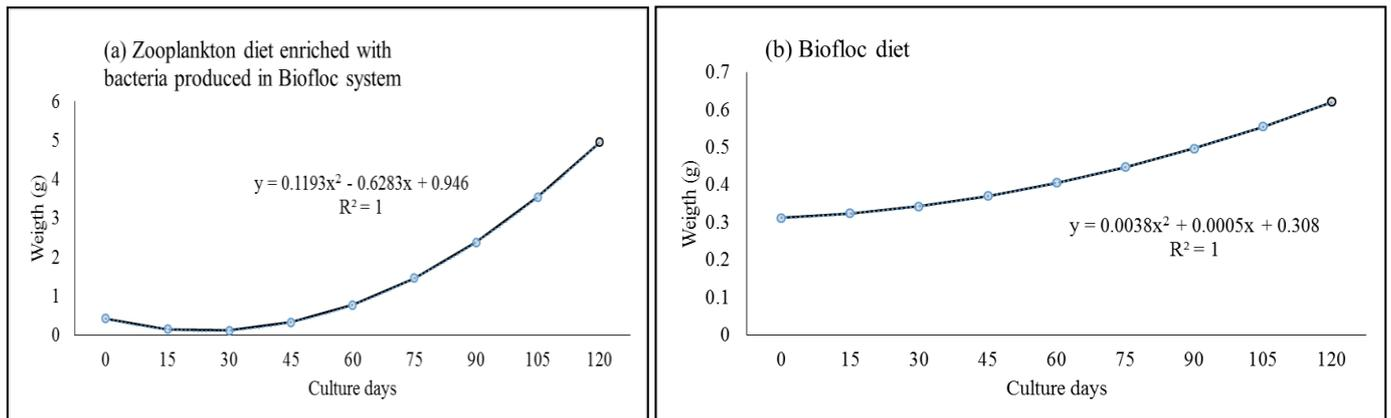 (a) Zooplankton diet enriched with
bacteria produced in Biofloc system
6
5
4
3
2
1
0
Weigth (g)
y = 0.1193x² - 0.6283x + 0.946
R² = 1
0 15 30 45 60 75 90 105 120
Culture days
(b) Biofloc diet
0.7
0.6
0.5
0.4
0.3
0.2
0.1
0
Weigth (g)
y = 0.0038x² + 0.0005x + 0.308
R² = 1
0 15 30 45 60 75 90 105 120
Culture days